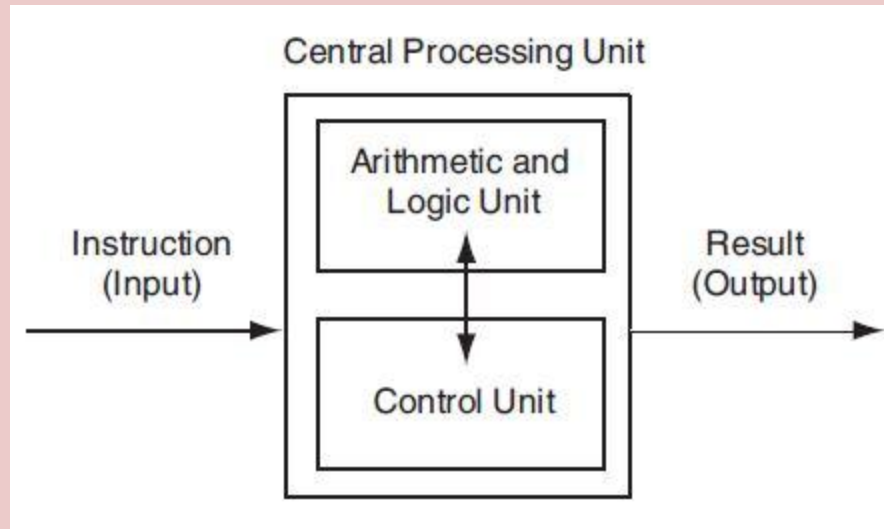 Central Processing Unit
Arithmetic and
Logic Unit
Instruction
(Input)
Result
(Output)
Control Unit